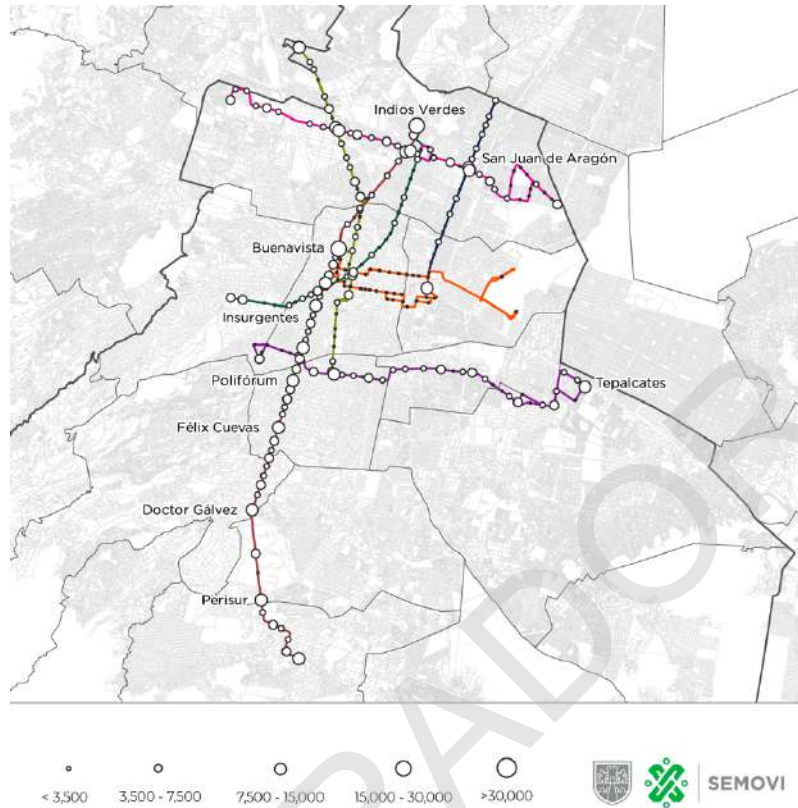 Indios Verdes
San Juan de Aragón
Buenavista
Insurgentes
Polifórum
Tepalcates
Félix Cuevas
Doctor Gálvez
Perisur
PADOR
< 3,500
3,500 - 7,500
7,500 - 15,000
15,000 - 30,000
>30,000
SEMOVI